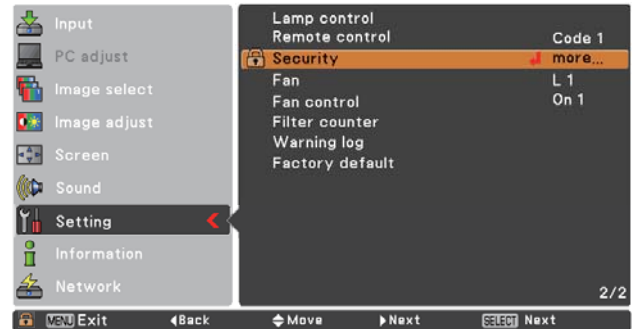 Input
PC adjust
Image select
Image adjust
Screen
Sound
Setting
Information
Network
Lamp control
Remote control Code 1
Security more...
Fan L 1
Fan control On 1
Filter counter
Warning log
Factory default
2/2
MENU Exit Back Move Next SELECT Next